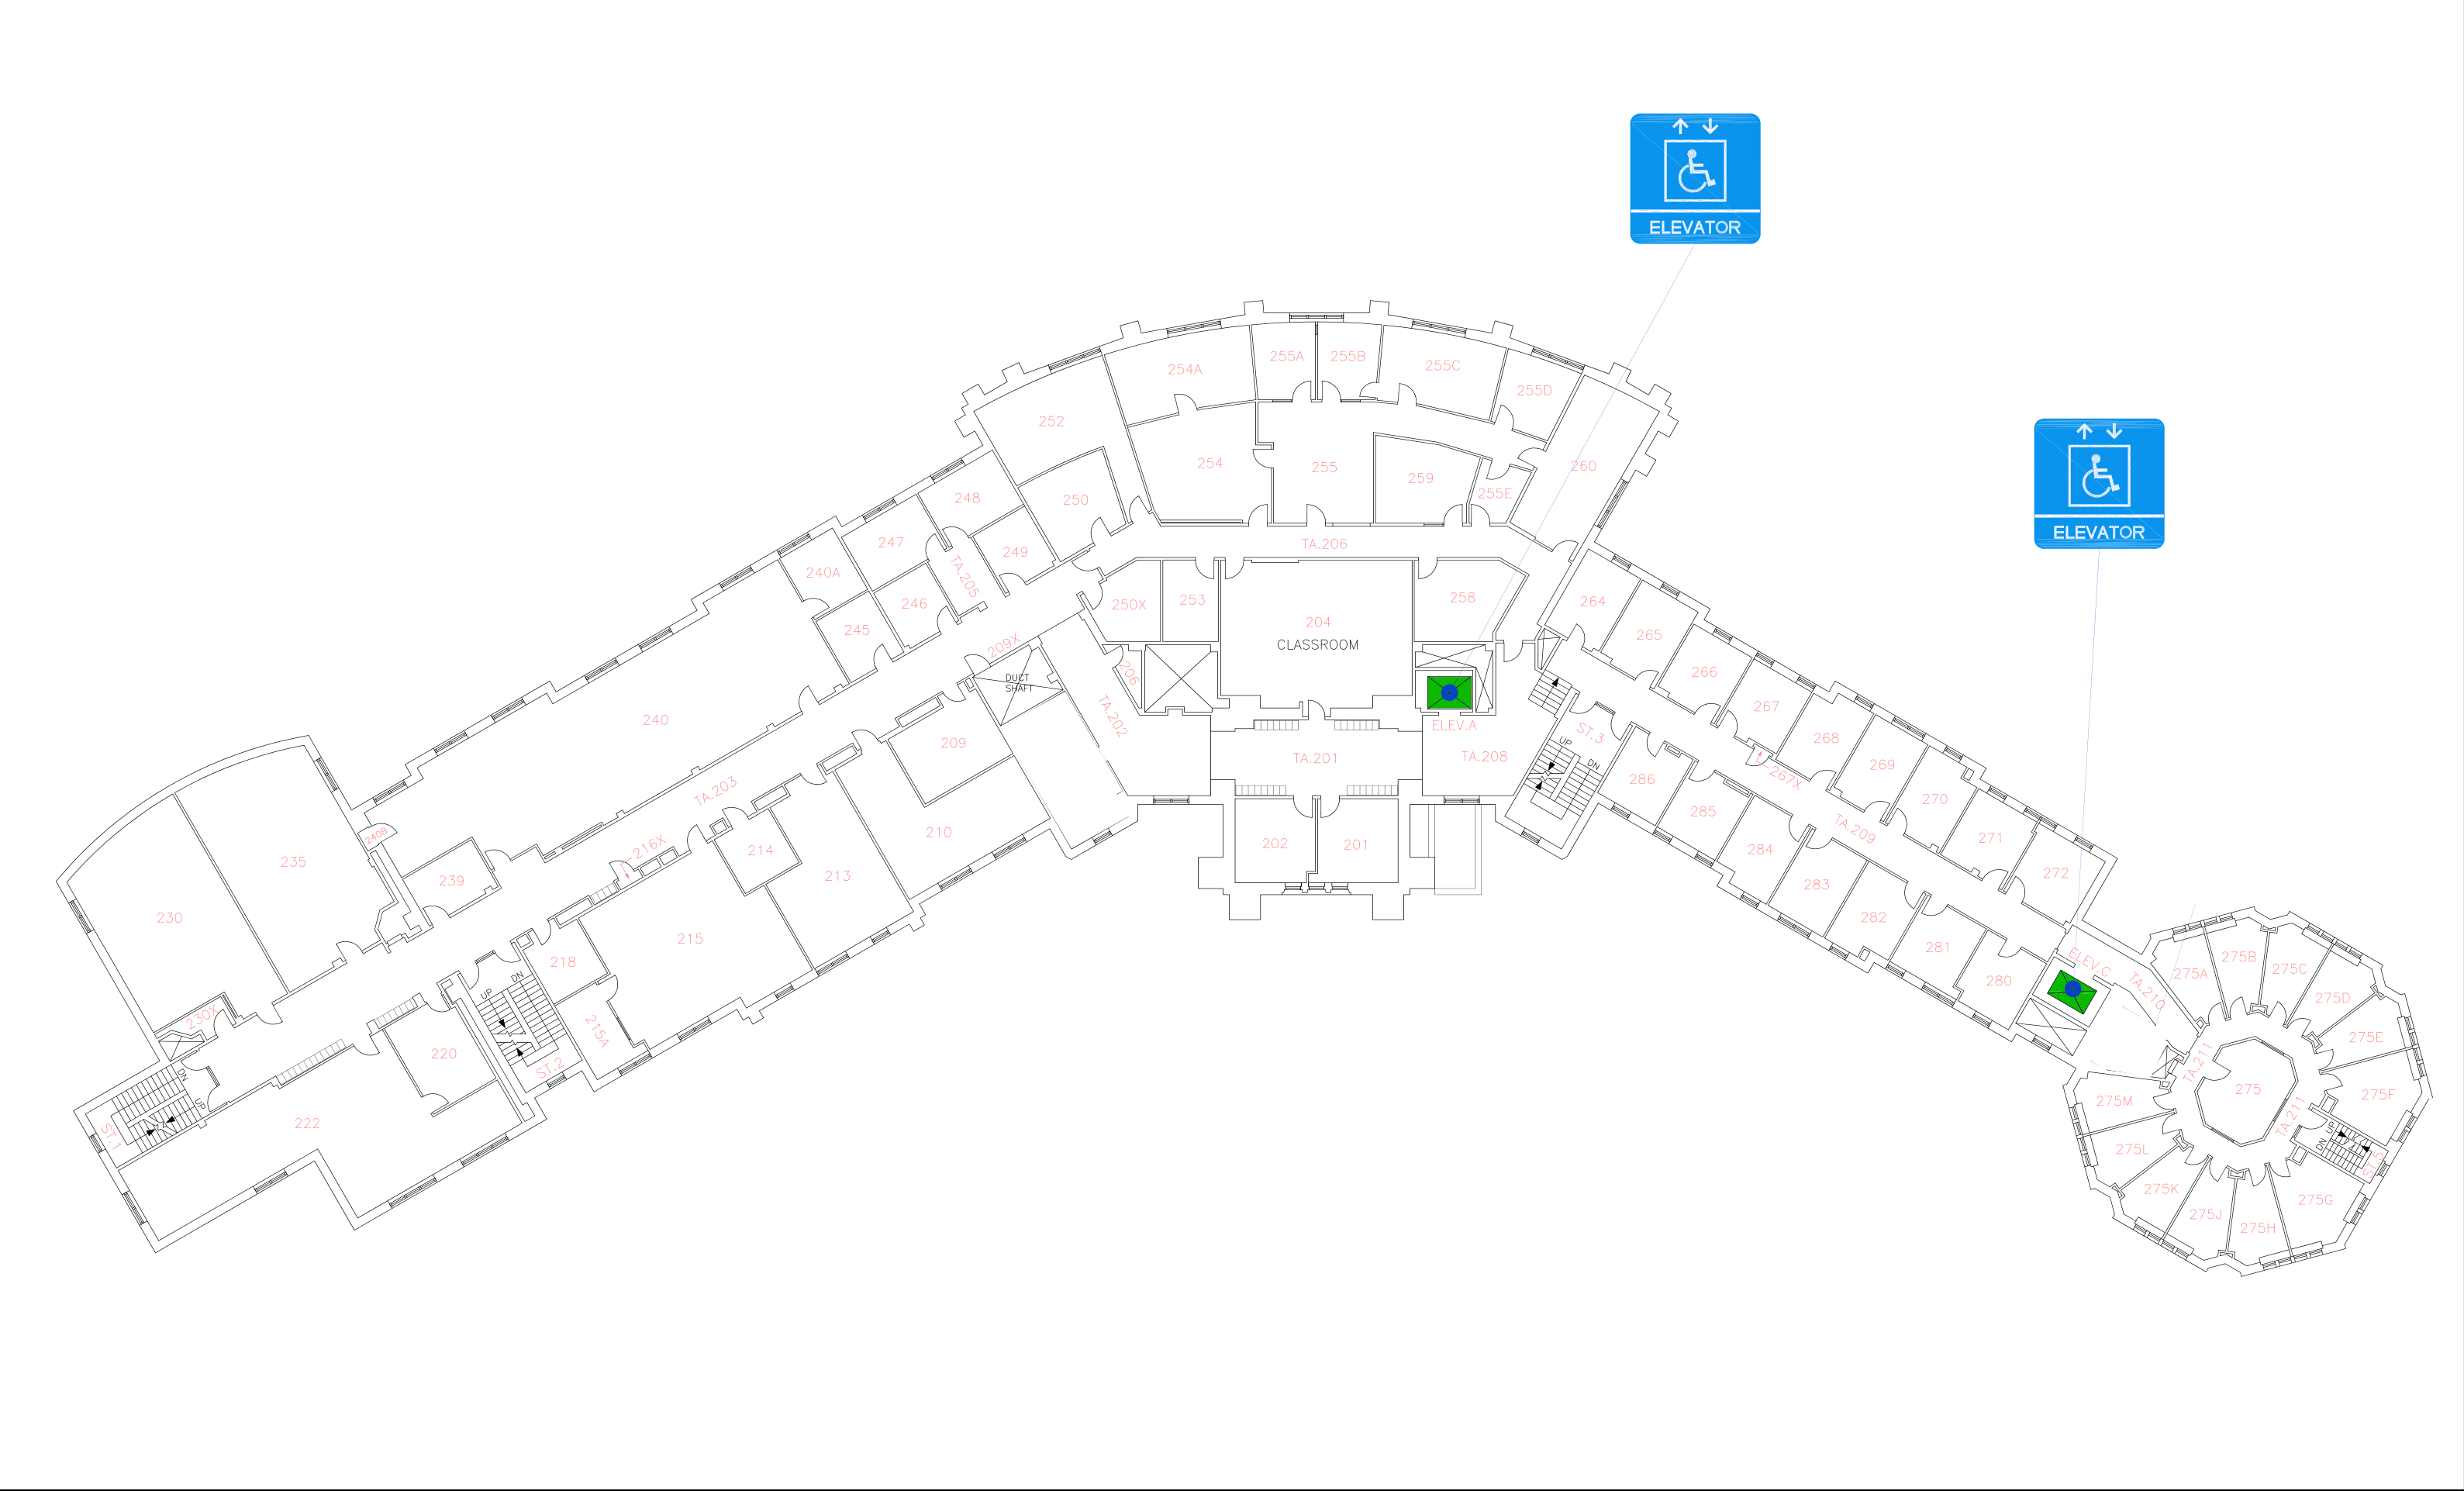 ELEVATOR
ELEVATOR
255A
255B
255C
254A
255D
252
254
255
259
255E
260
250
248
247
249
TA.206
240A
TA.205
246
245
250X
253
204
CLASSROOM
258
264
265
266
267
268
269
270
271
272
209X
206
DUCT
SHAFT
TA.202
240
209
TA.203
ELEV.A
TA.201
TA.208
ST.3
UP
DN
286
285
284
283
282
281
280
267X
TA.209
210
213
214
216X
202
201
240B
235
239
230
215
218
230X
220
222
UP
DN
ST.2
215A
DN
UP
ST.1
ELEV.C
TA.210
275A
275B
275C
275D
275E
275F
TA.211
275
TA.211
275M
275L
275K
275J
275H
275G
UP
DN
ST.5